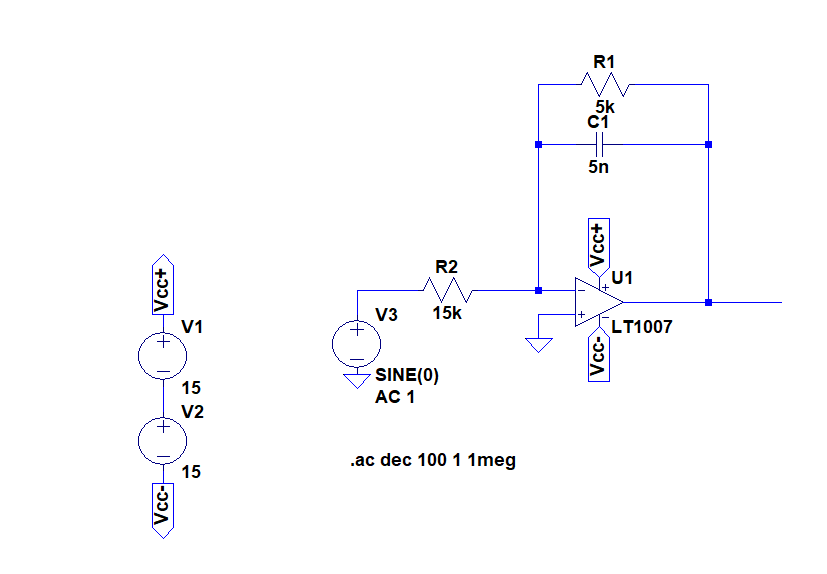 R1
5k
C1
5n
Vcc+
U1
R2
15k
LT1007
Vcc-
V3
SINE(0)
AC 1
Vcc+
V1
15
V2
15
Vcc-
.ac dec 100 1 1meg